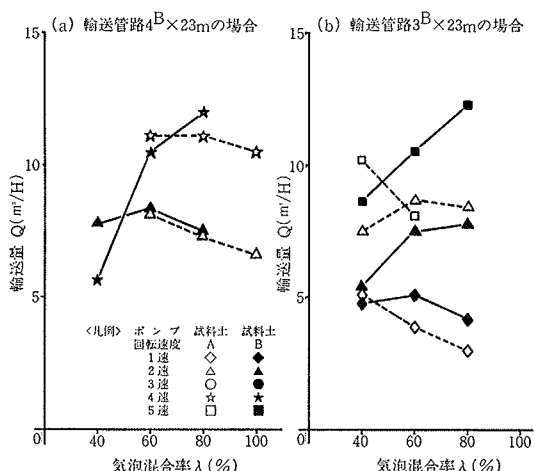 (a) 輸送管路4B×23mの場合
15
10
5
0
輸送量 Q(m³/H)
<凡例> ポンプ 試料土 試料土
回転速度 A B
1速 ◇ ◆
2速 △ ▲
3速 ○ ●
4速 ☆ ★
5速 □ ■
40 60 80 100
気泡混合率λ(%)
(b) 輸送管路3B×23mの場合
15
10
5
0
輸送量 Q(m³/H)
40 60 80 100
気泡混合率λ(%)